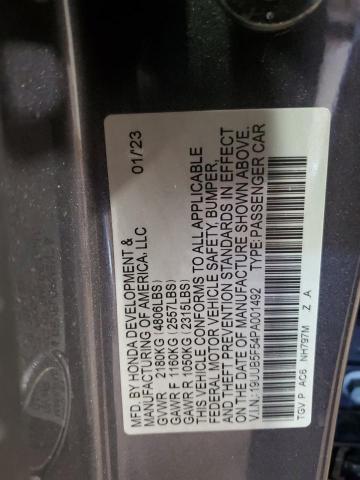 MFD. BY HONDA DEVELOPMENT &
MANUFACTURING OF AMERICA, LLC 01/23
GVWR 2180KG (4806LBS)
GAWR F 1160KG (2557LBS)
GAWR R 1050KG (2315LBS)
THIS VEHICLE CONFORMS TO ALL APPLICABLE
FEDERAL MOTOR VEHICLE SAFETY, BUMPER,
AND THEFT PREVENTION STANDARDS IN EFFECT
ON THE DATE OF MANUFACTURE SHOWN ABOVE.
V.I.N.: 19UUB5F54PA001492 TYPE: PASSENGER CAR
TGV P AC6 NH797M Z A